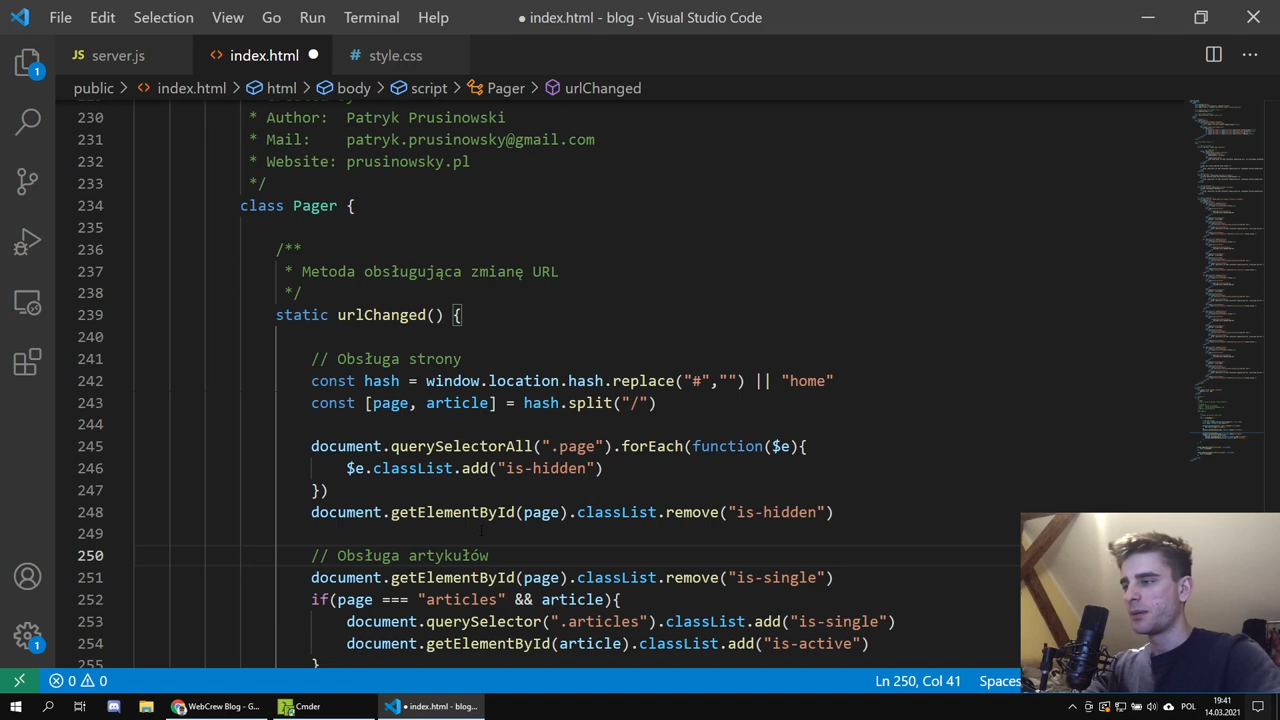 File Edit Selection View Go Run Terminal Help ● index.html - blog - Visual Studio Code
JS server.js <> index.html ● # style.css
public > <> index.html > html > body > script > Pager > urlChanged
230 * Author: Patryk Prusinowski
231 * Mail: patryk.prusinowsky@gmail.com
232 * Website: prusinowsky.pl
233 */
234 class Pager {
235
236 /**
237 * Metoda obsługująca zmianę URL
238 */
239 static urlChanged() {
240
241 // Obsługa strony
242 const hash = window.location.hash.replace("#","") || "home"
243 const [page, article] = hash.split("/")
244
245 document.querySelectorAll(".page").forEach(function($e){
246 $e.classList.add("is-hidden")
247 })
248 document.getElementById(page).classList.remove("is-hidden")
249
250 // Obsługa artykułów
251 document.getElementById(page).classList.remove("is-single")
252 if(page === "articles" && article){
253 document.querySelector(".articles").classList.add("is-single")
254 document.getElementById(article).classList.add("is-active")
255 }
1
1
0 0 Ln 250, Col 41 Spaces
WebCrew Blog - G... Cmder ● index.html - blog... POL 19:41
14.03.2021